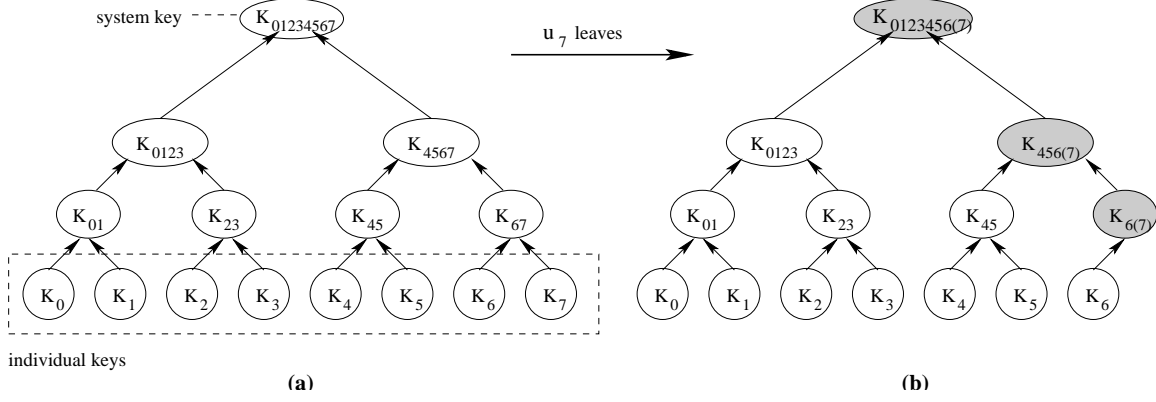 system key
K01234567
u7 leaves
K0123456(7)
K0123
K4567
K0123
K456(7)
K01
K23
K45
K67
K01
K23
K45
K6(7)
K0
K1
K2
K3
K4
K5
K6
K7
K0
K1
K2
K3
K4
K5
K6
individual keys
(a)
(b)